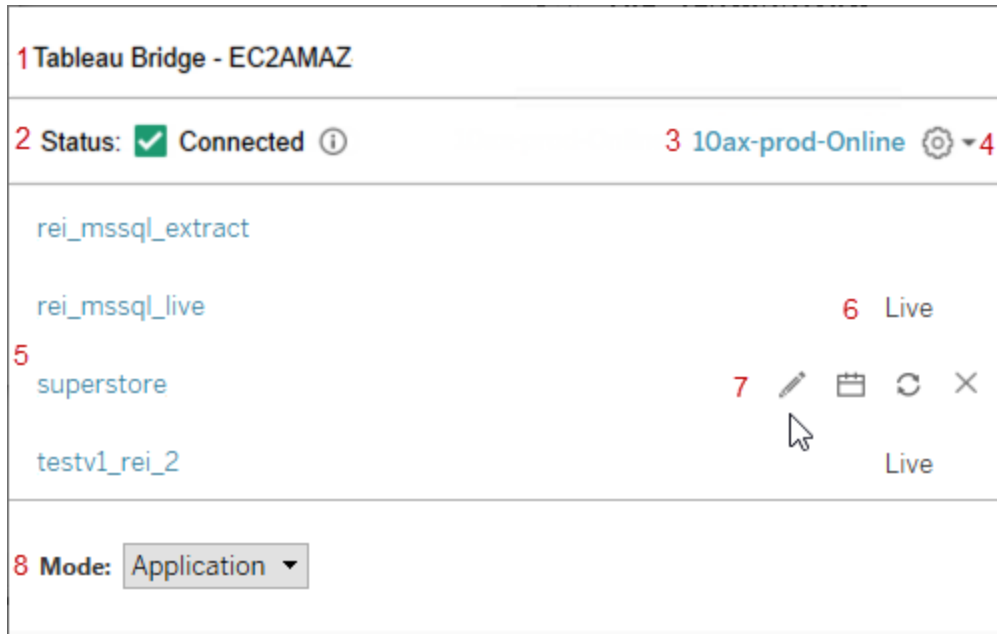 1 Tableau Bridge - EC2AMAZ
2 Status: Connected 3 10ax-prod-Online 4
rei_mssql_extract
rei_mssql_live 6 Live
5
superstore 7
testv1_rei_2 Live
8 Mode: Application